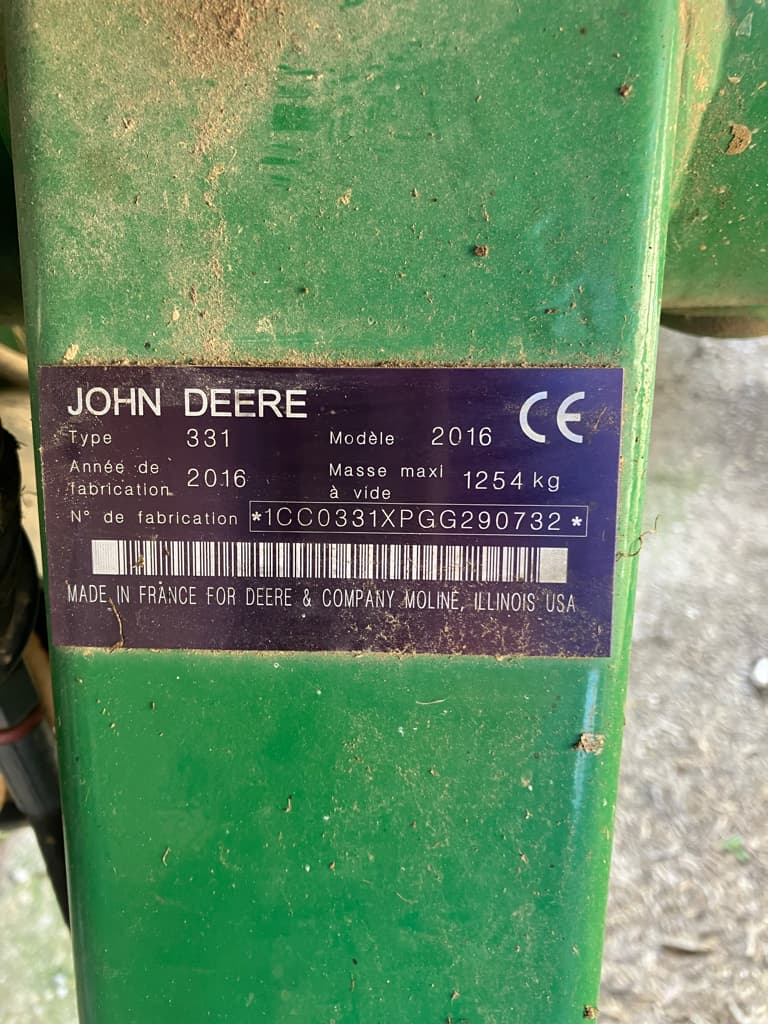 JOHN DEERE
CE
Type 331 Modèle 2016
Année de fabrication 2016 Masse maxi à vide 1254 kg
N° de fabrication *1CC0331XPGG290732*
MADE IN FRANCE FOR DEERE & COMPANY MOLINE, ILLINOIS USA